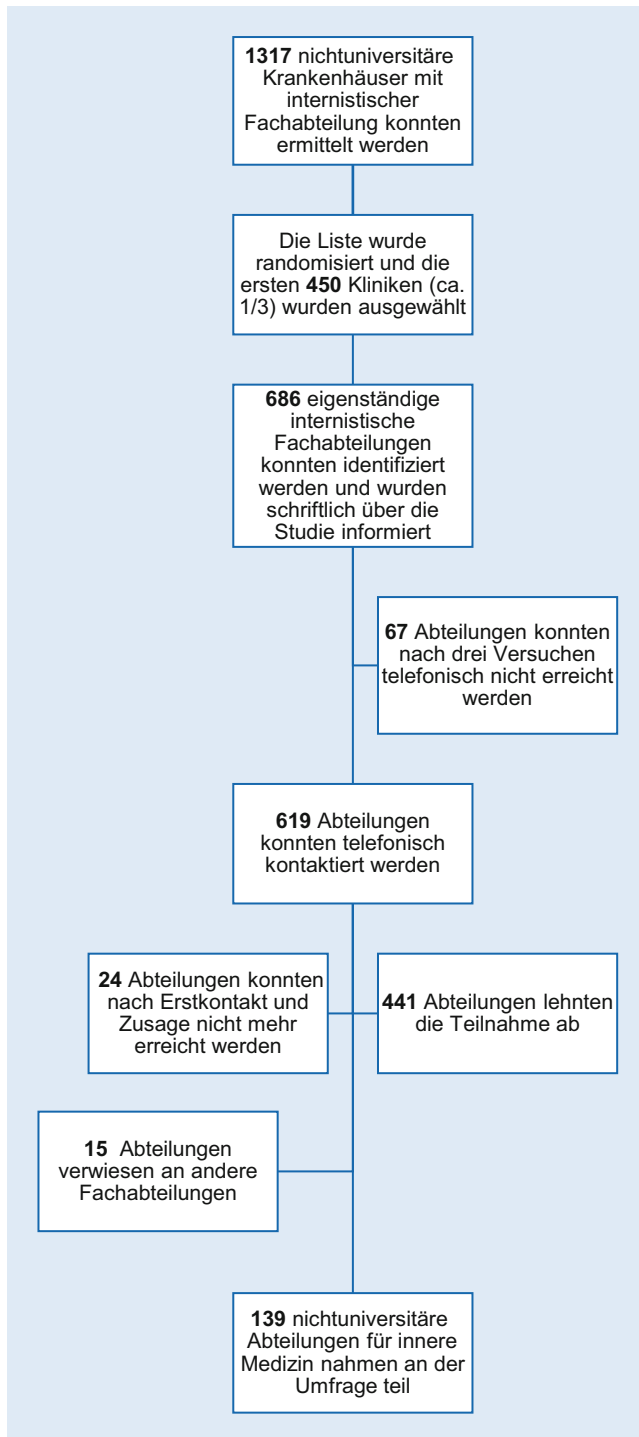 1317 nichtuniversitäre
Krankenhäuser mit
internistischer
Fachabteilung konnten
ermittelt werden
Die Liste wurde
randomisiert und die
ersten 450 Kliniken (ca.
1/3) wurden ausgewählt
686 eigenständige
internistische
Fachabteilungen
konnten identifiziert
werden und wurden
schriftlich über die
Studie informiert
67 Abteilungen konnten
nach drei Versuchen
telefonisch nicht erreicht
werden
619 Abteilungen
konnten telefonisch
kontaktiert werden
24 Abteilungen konnten
nach Erstkontakt und
Zusage nicht mehr
erreicht werden
441 Abteilungen lehnten
die Teilnahme ab
15 Abteilungen
verwiesen an andere
Fachabteilungen
139 nichtuniversitäre
Abteilungen für innere
Medizin nahmen an der
Umfrage teil